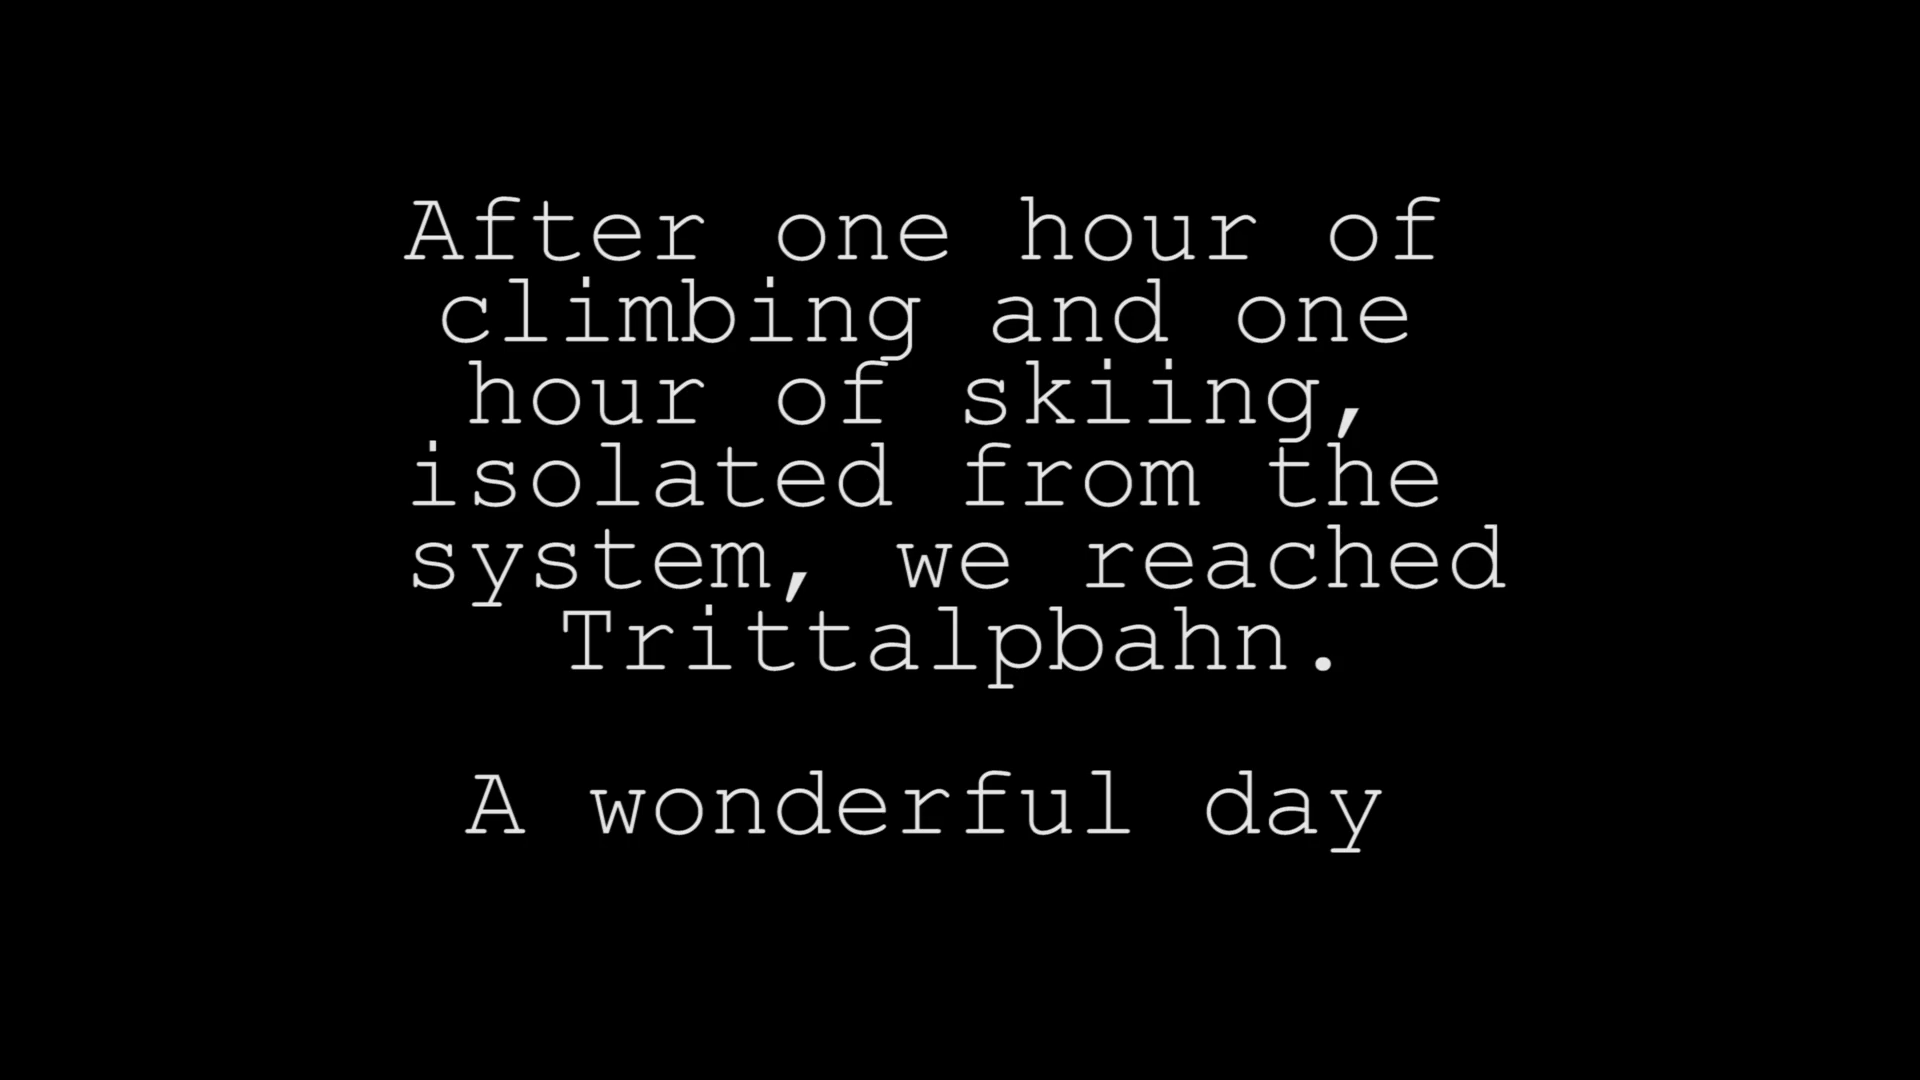 After one hour of
climbing and one
hour of skiing,
isolated from the
system, we reached
Trittalpbahn.
A wonderful day